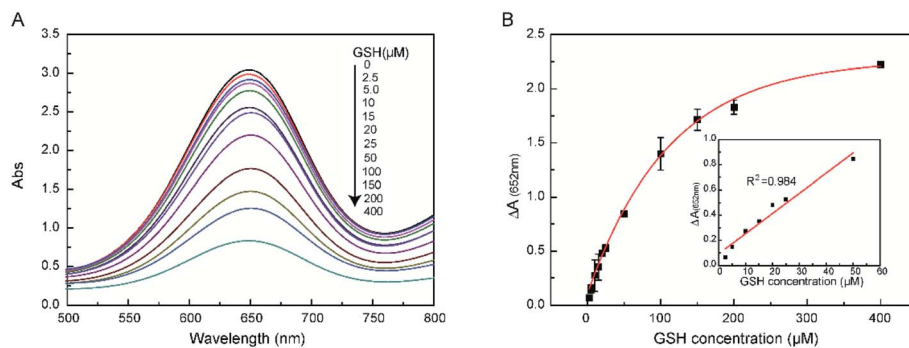 A
B
Abs
3.5
3.0
2.5
2.0
1.5
1.0
0.5
0.0
500 550 600 650 700 750 800
Wavelength (nm)
GSH(μM)
0
2.5
5.0
10
15
20
25
50
100
150
200
400
ΔA (652nm)
2.5
2.0
1.5
1.0
0.5
0.0
0 100 200 300 400
GSH concentration (μM)
ΔA(652nm)
1.0
0.8
0.6
0.4
0.2
0.0
R²=0.984
0 10 20 30 40 50 60
GSH concentration (μM)